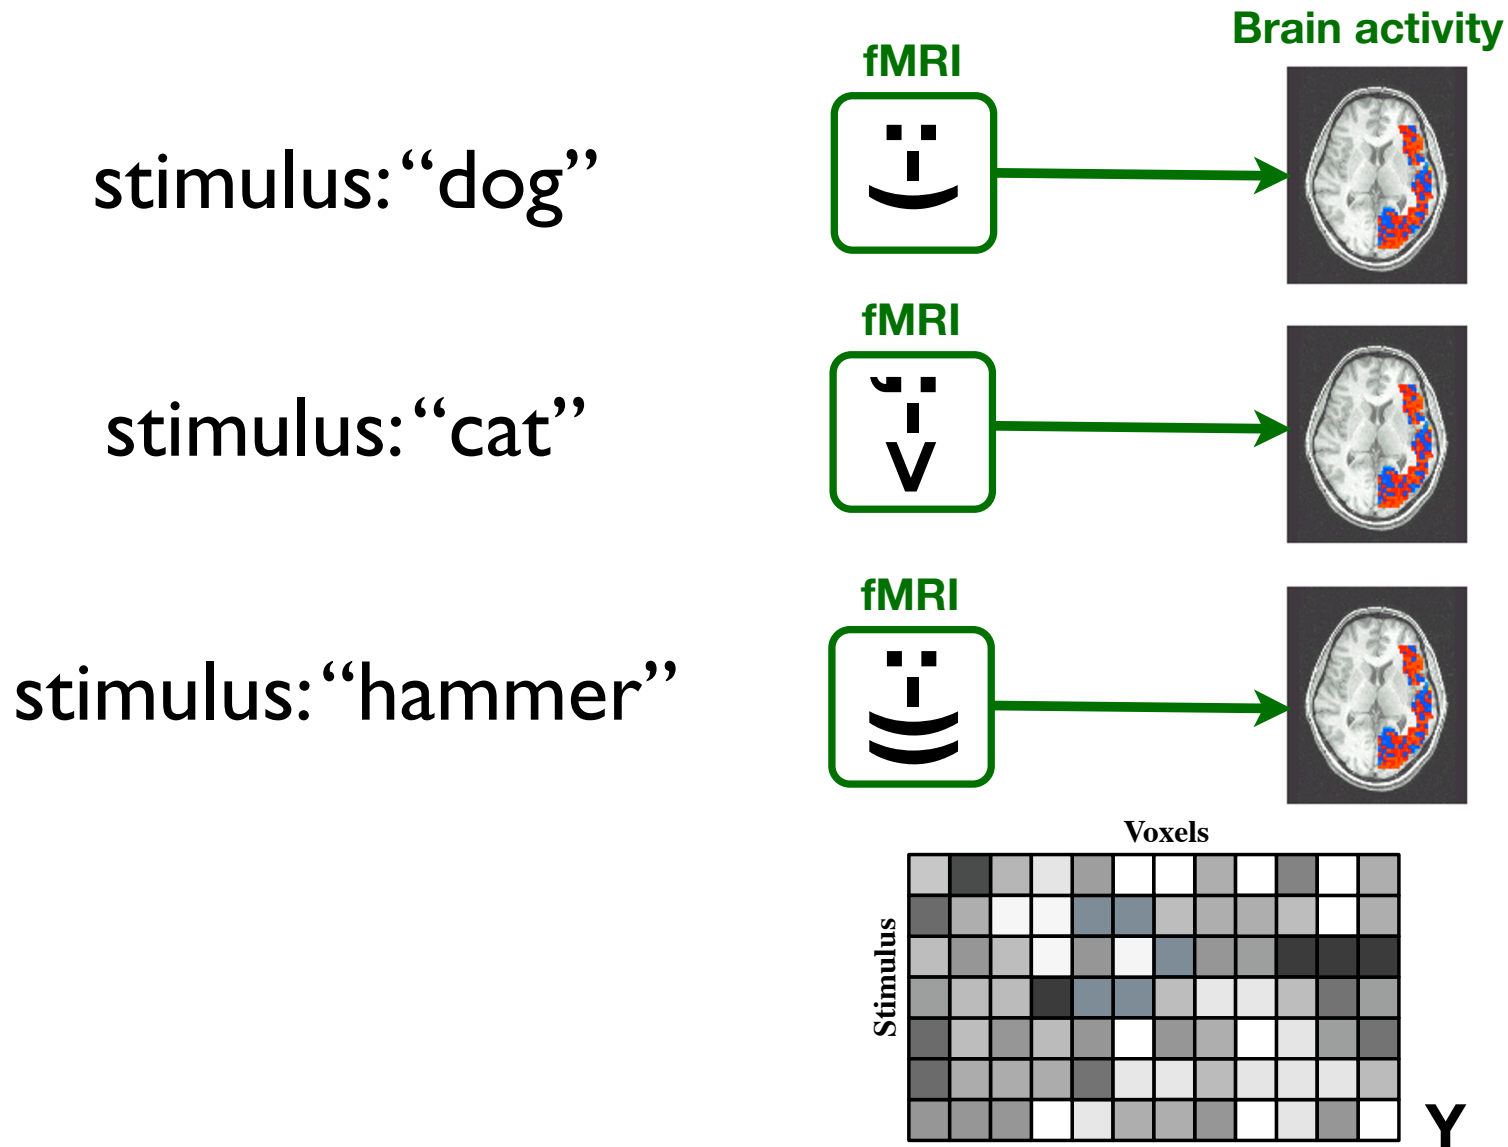 Brain activity
fMRI
stimulus: “dog”
fMRI
stimulus: “cat”
fMRI
stimulus: “hammer”
Voxels
Stimulus
Y